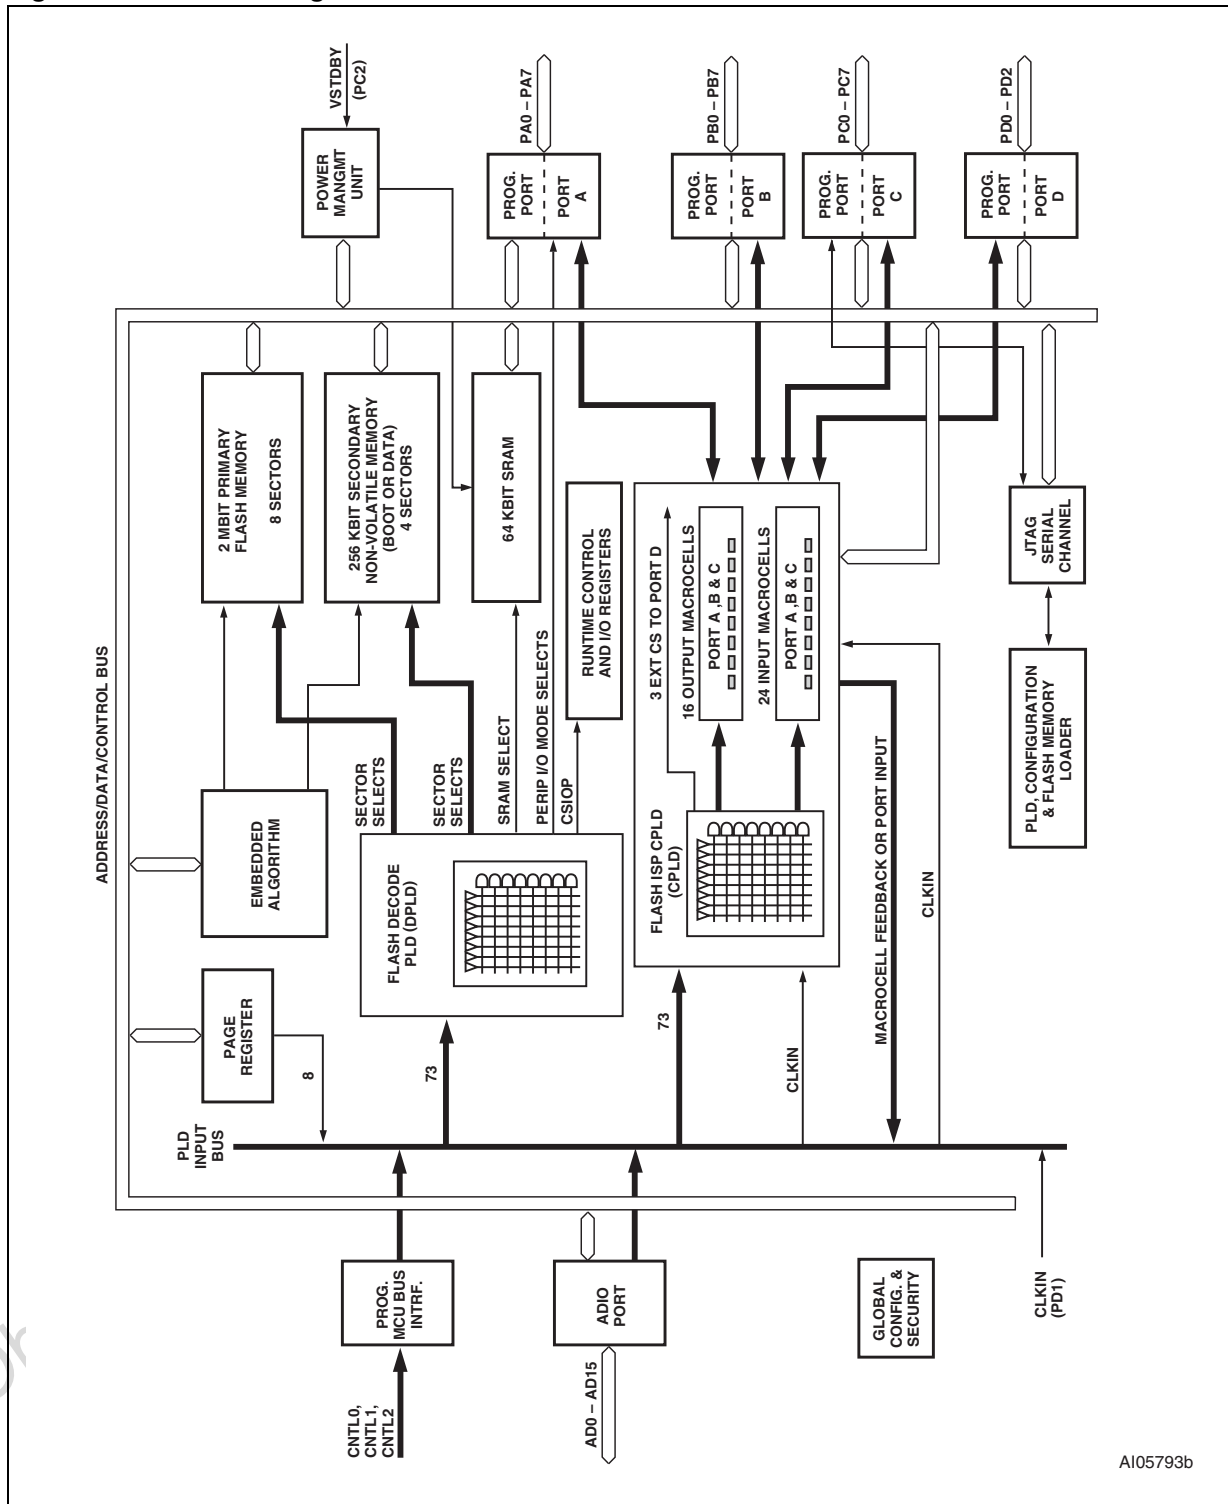 ADDRESS/DATA/CONTROL BUS
CNTL0,
CNTL1,
CNTL2
PROG.
MCU BUS
INTRF.
PLD
INPUT
BUS
PAGE
REGISTER
8
EMBEDDED
ALGORITHM
2 MBIT PRIMARY
FLASH MEMORY
8 SECTORS
POWER
MANGMT
UNIT
VSTDBY
(PC2)
256 KBIT SECONDARY
NON-VOLATILE MEMORY
(BOOT OR DATA)
4 SECTORS
73
FLASH DECODE
PLD (DPLD)
SECTOR
SELECTS
SECTOR
SELECTS
SRAM SELECT
PERIP I/O MODE SELECTS
CSIOP
64 KBIT SRAM
RUNTIME CONTROL
AND I/O REGISTERS
PROG.
PORT
PORT
A
PA0 – PA7
AD0 – AD15
ADIO
PORT
73
CLKIN
FLASH ISP CPLD
(CPLD)
3 EXT CS TO PORT D
16 OUTPUT MACROCELLS
PORT A ,B & C
24 INPUT MACROCELLS
PORT A ,B & C
PROG.
PORT
PORT
B
PB0 – PB7
MACROCELL FEEDBACK OR PORT INPUT
CLKIN
PROG.
PORT
PORT
C
PC0 – PC7
GLOBAL
CONFIG. &
SECURITY
CLKIN
(PD1)
PLD, CONFIGURATION
& FLASH MEMORY
LOADER
JTAG
SERIAL
CHANNEL
PROG.
PORT
PORT
D
PD0 – PD2
AI05793b